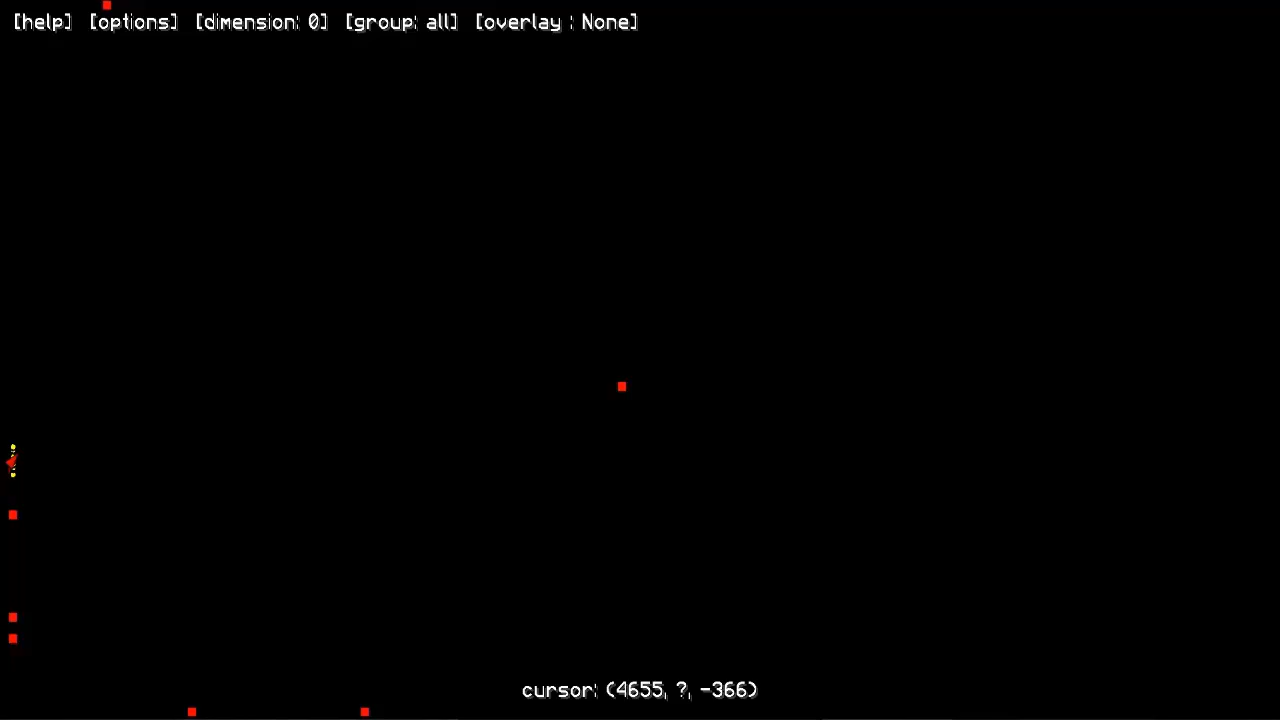 [help] [options] [dimension: 0] [group: all] [overlay : None]
cursor: (4655, ?, -366)